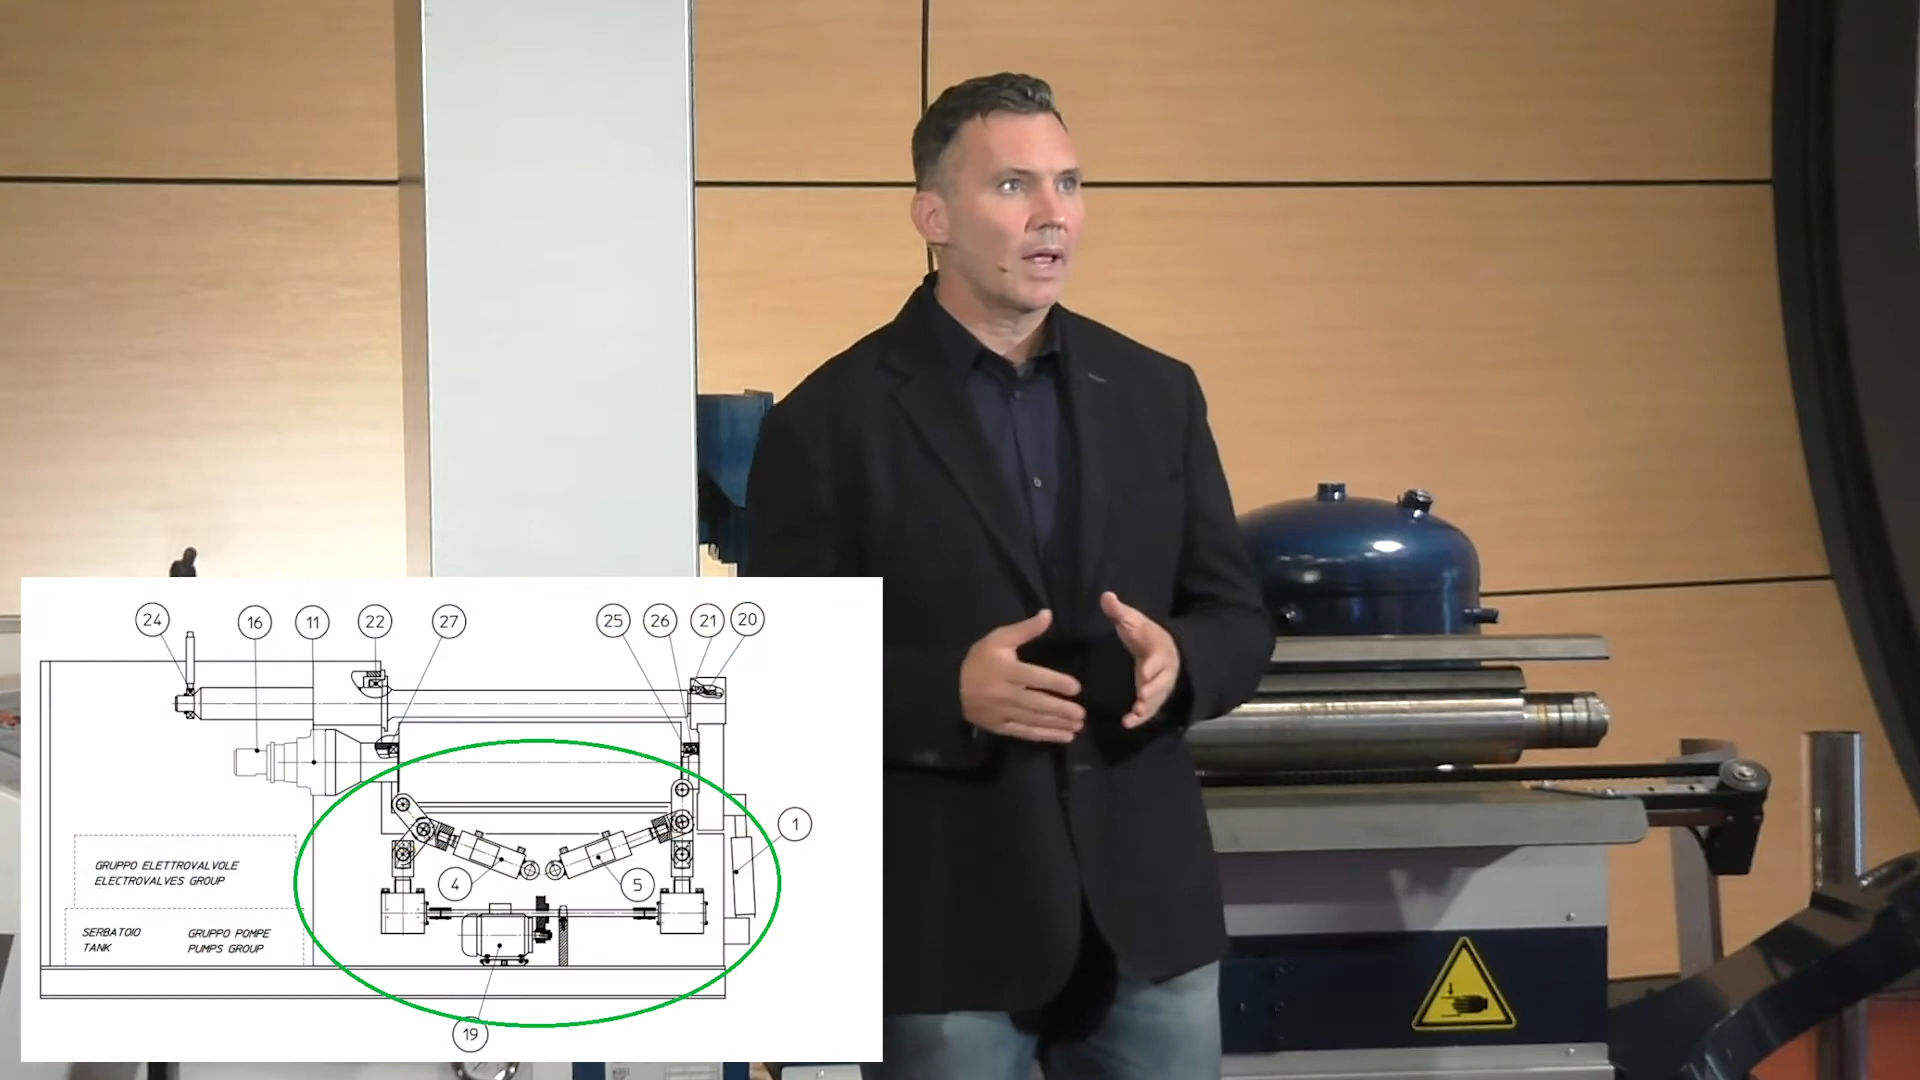 24
16
11
22
27
25
26
21
20
1
GRUPPO ELETTROVALVOLE
ELECTROVALVES GROUP
4
5
SERBATOIO
TANK
GRUPPO POMPE
PUMPS GROUP
19